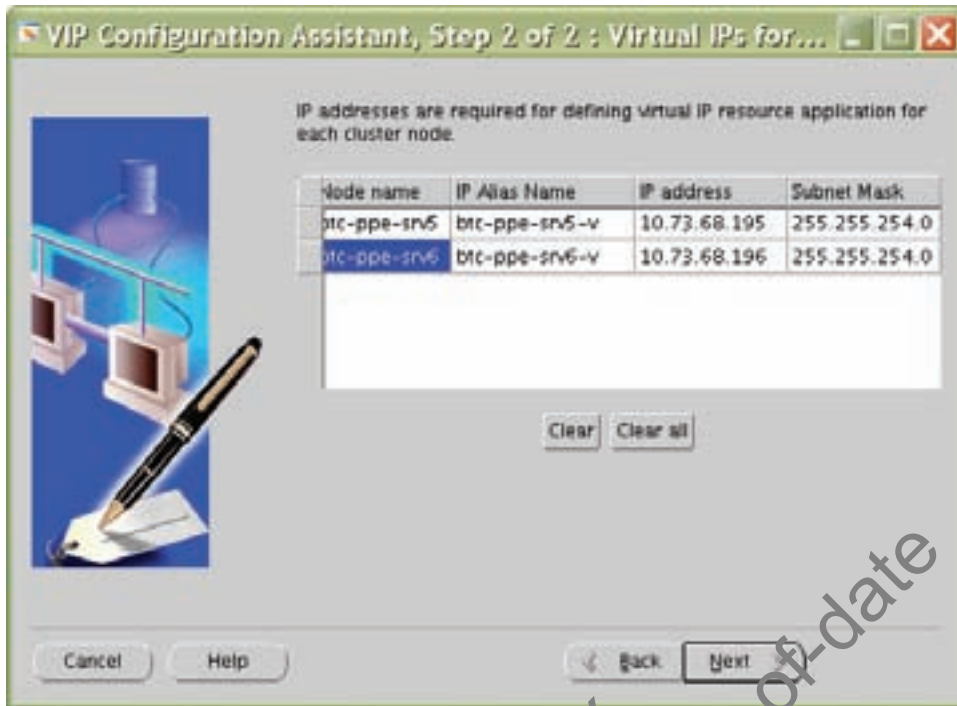 VIP Configuration Assistant, Step 2 of 2 : Virtual IPs for...
IP addresses are required for defining virtual IP resource application for
each cluster node.
Node name IP Alias Name IP address Subnet Mask
btc-ppe-srv5 btc-ppe-srv5-v 10.73.68.195 255.255.254.0
btc-ppe-srv6 btc-ppe-srv6-v 10.73.68.196 255.255.254.0
Clear Clear all
Cancel Help Back Next
of-date